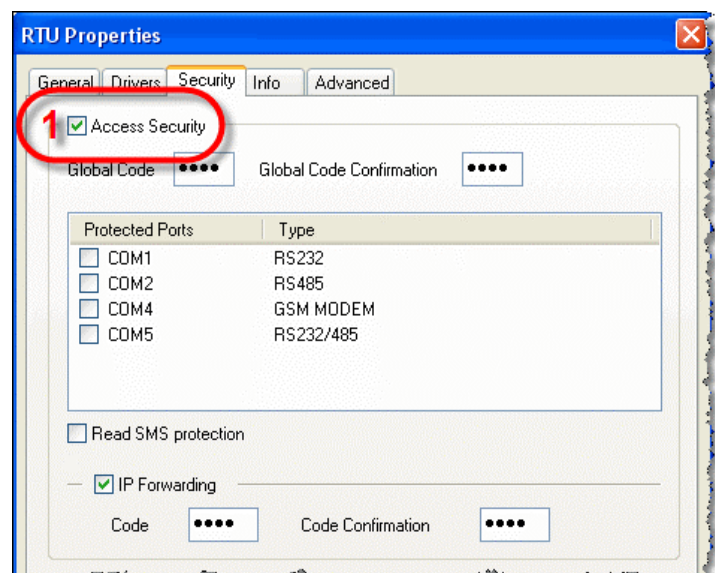 RTU Properties
General Drivers Security Info Advanced
1 Access Security
Global Code •••• Global Code Confirmation ••••
Protected Ports Type
COM1 RS232
COM2 RS485
COM4 GSM MODEM
COM5 RS232/485
Read SMS protection
IP Forwarding
Code •••• Code Confirmation ••••